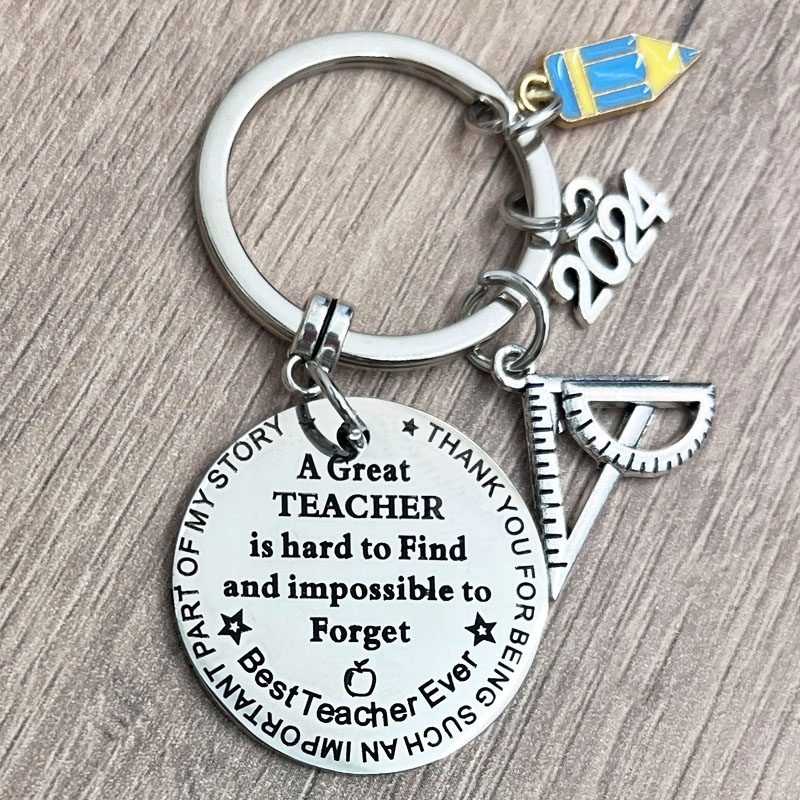 2024
A Great
TEACHER
is hard to Find
and impossible to
Forget
Best Teacher Ever
THANK YOU FOR BEING SUCH AN IMPORTANT PART OF MY STORY